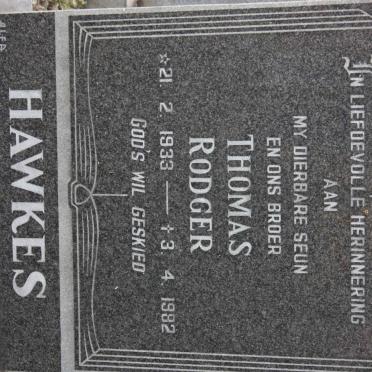 IN LIEFDEVOLLE HERINNERING
AAN
MY DIERBARE SEUN
EN ONS BROER
THOMAS
RODGER
☆21. 2. 1933 — ✝3. 4. 1982
GOD'S WIL GESKIED
HAWKES